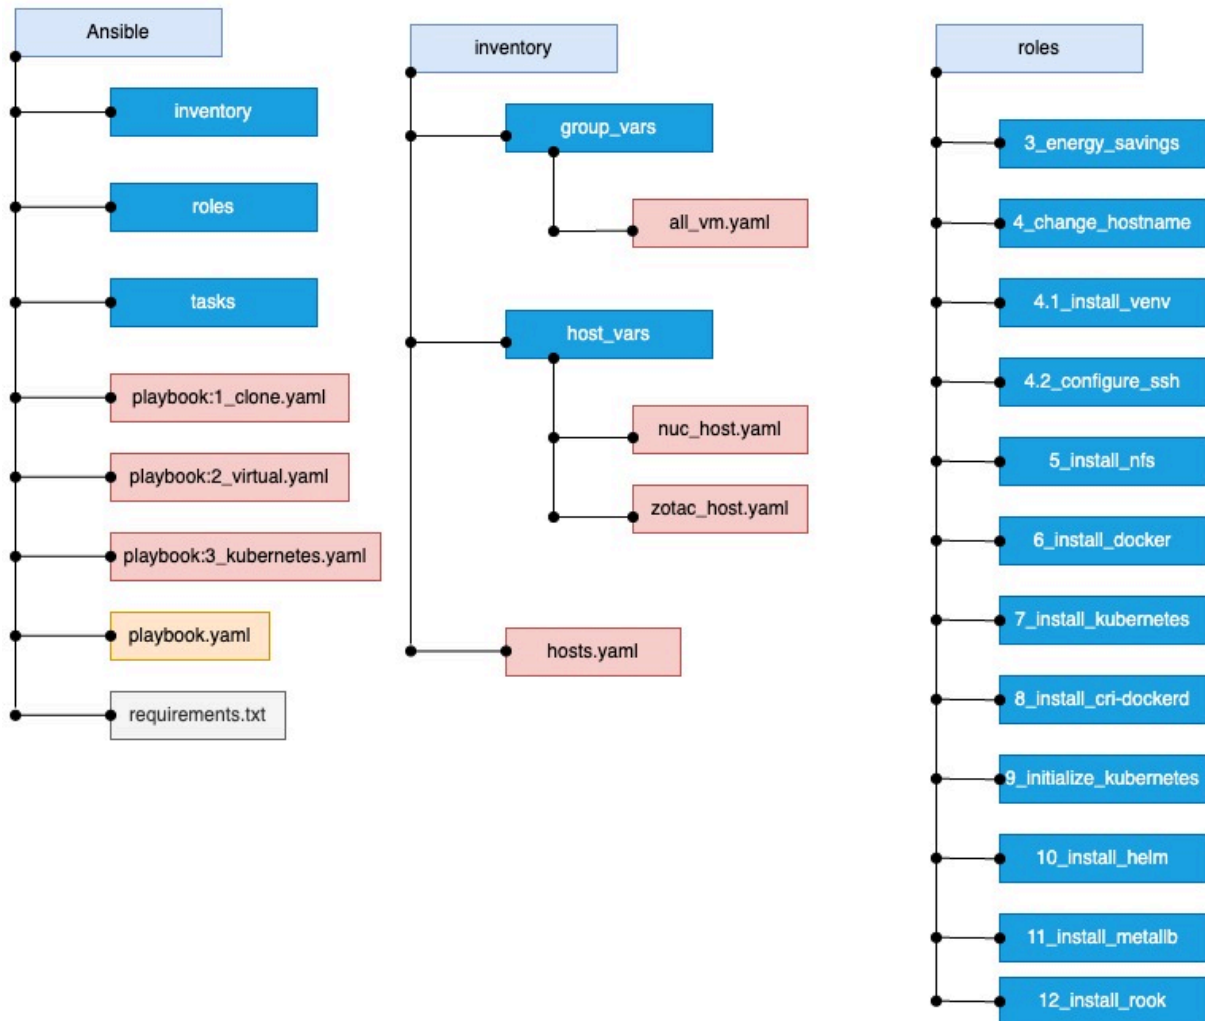 Ansible
inventory
roles
tasks
playbook:1_clone.yaml
playbook:2_virtual.yaml
playbook:3_kubernetes.yaml
playbook.yaml
requirements.txt
inventory
group_vars
all_vm.yaml
host_vars
nuc_host.yaml
zotac_host.yaml
hosts.yaml
roles
3_energy_savings
4_change_hostname
4.1_install_venv
4.2_configure_ssh
5_install_nfs
6_install_docker
7_install_kubernetes
8_install_cri-dockerd
9_initialize_kubernetes
10_install_helm
11_install_metallb
12_install_rook